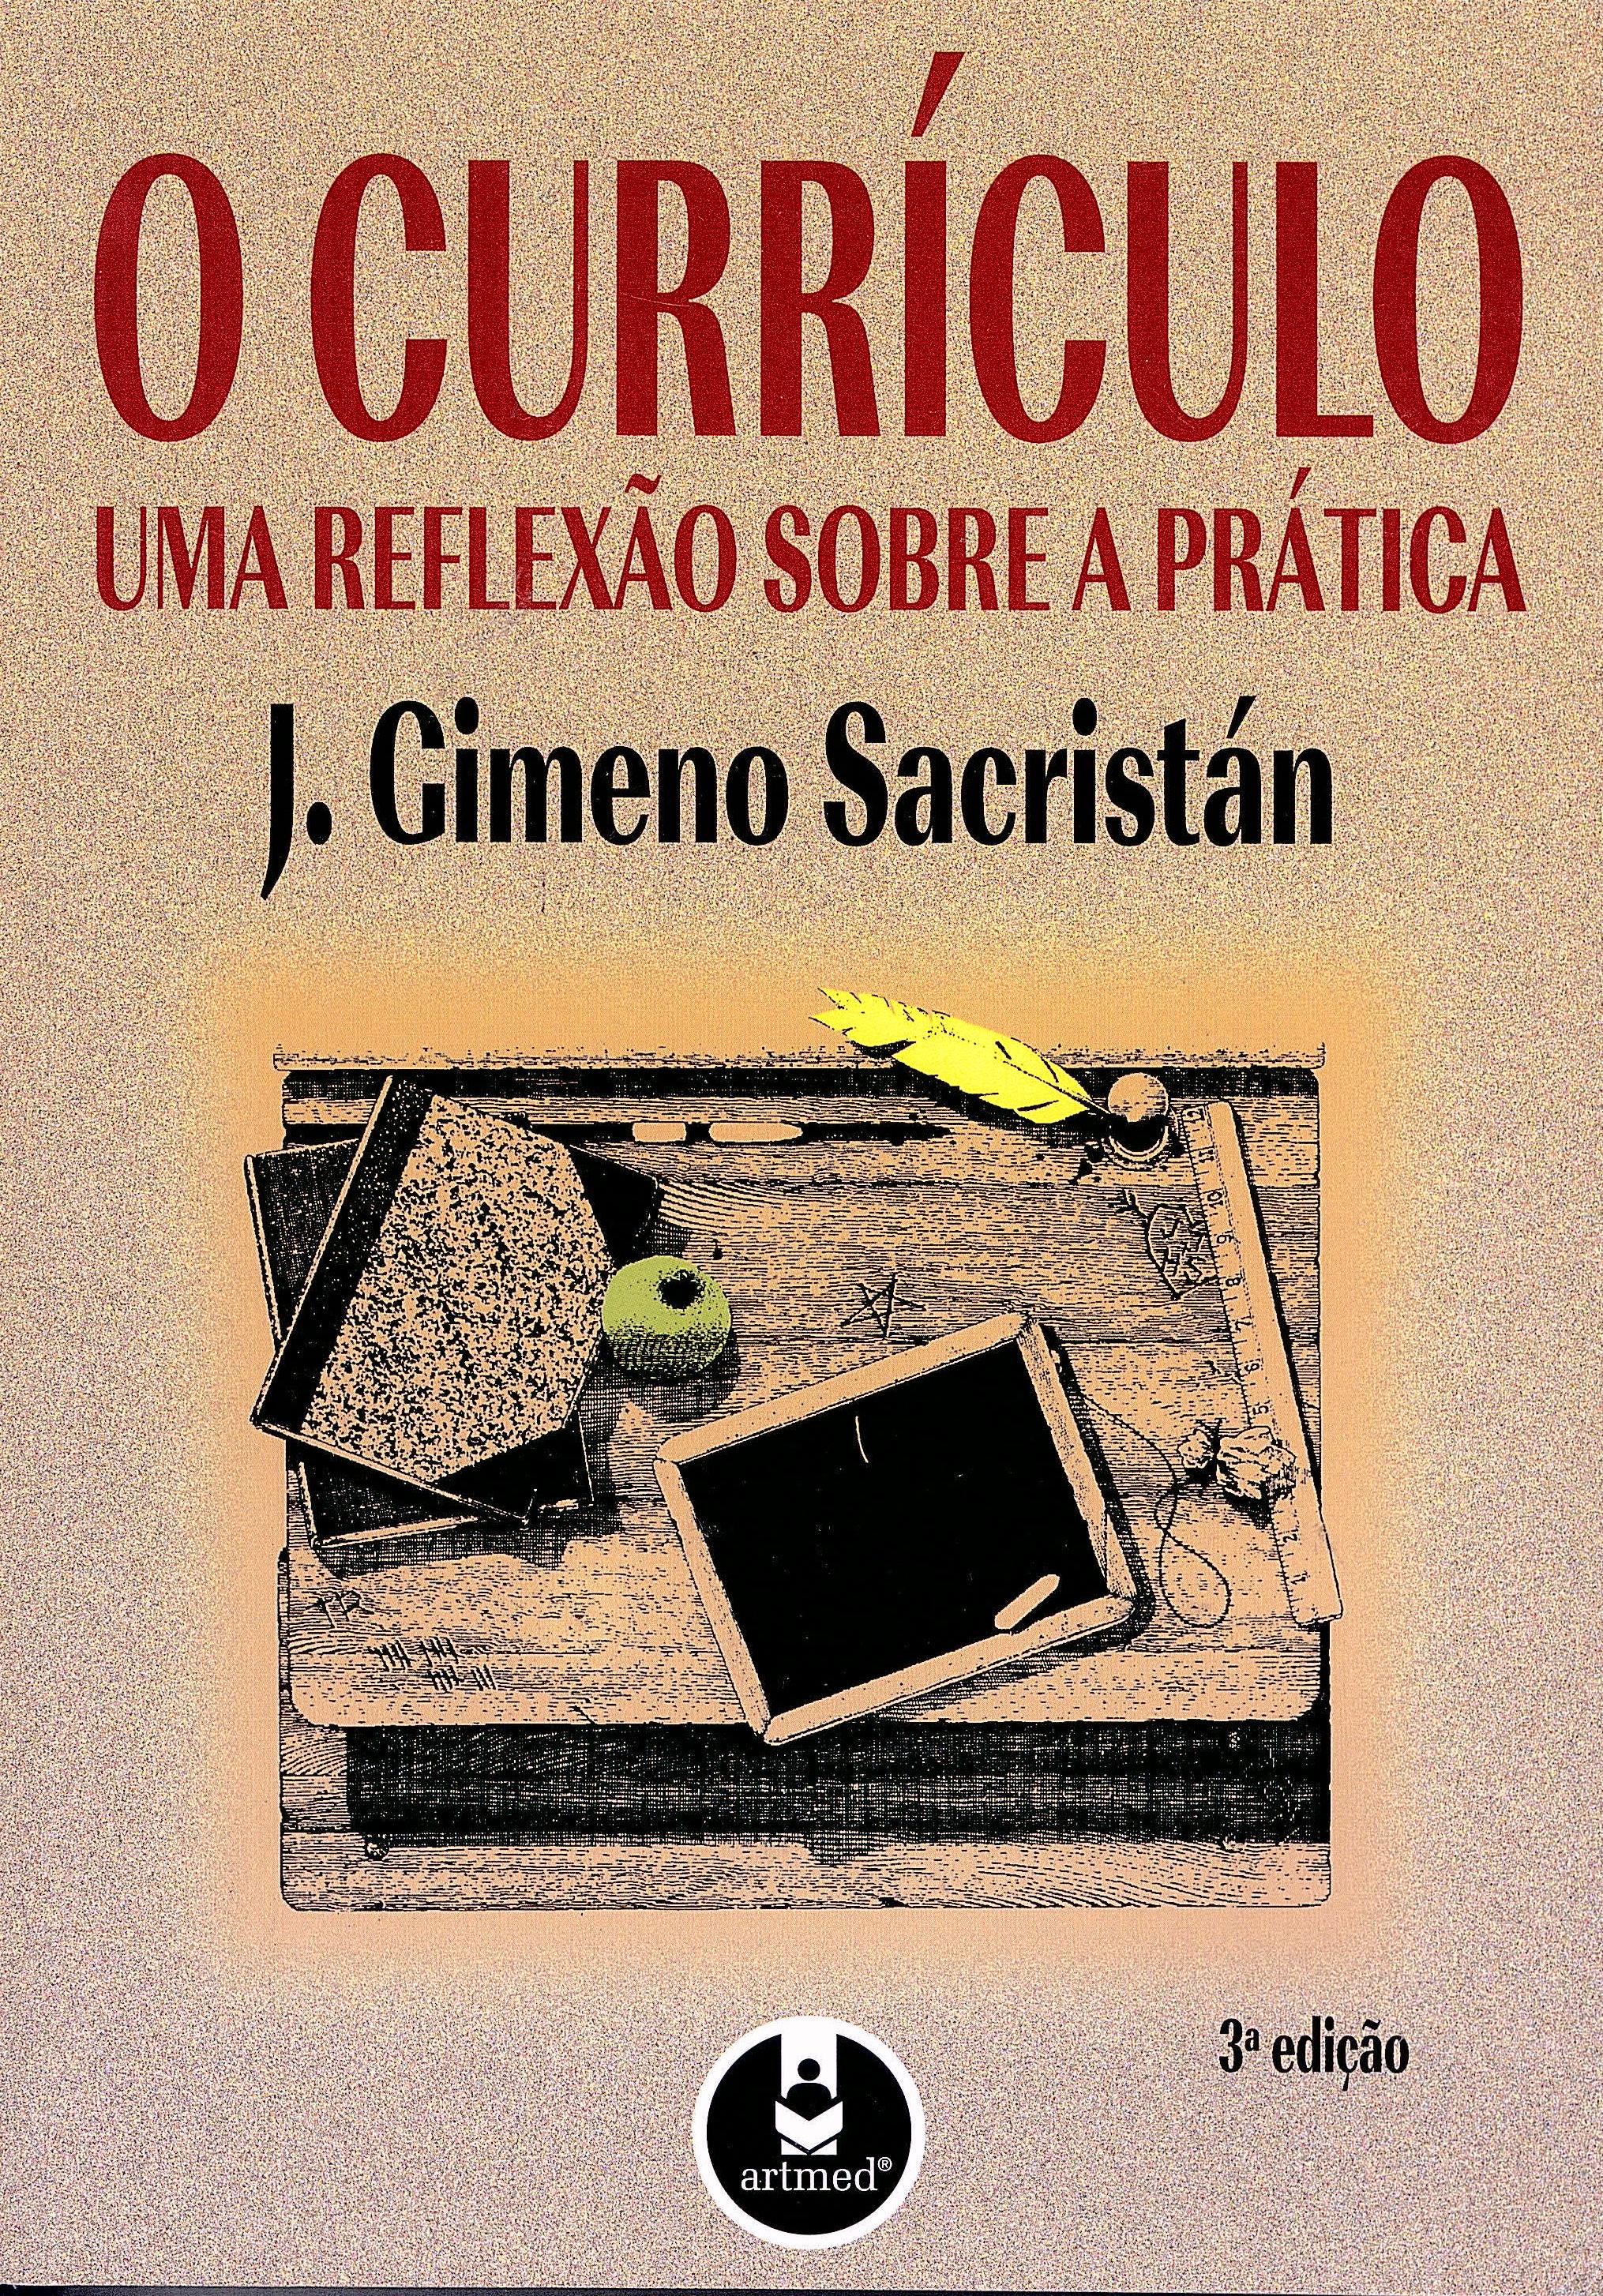 O CURRÍCULO
UMA REFLEXÃO SOBRE A PRÁTICA
J. Gimeno Sacristán
3ª edição
artmed®